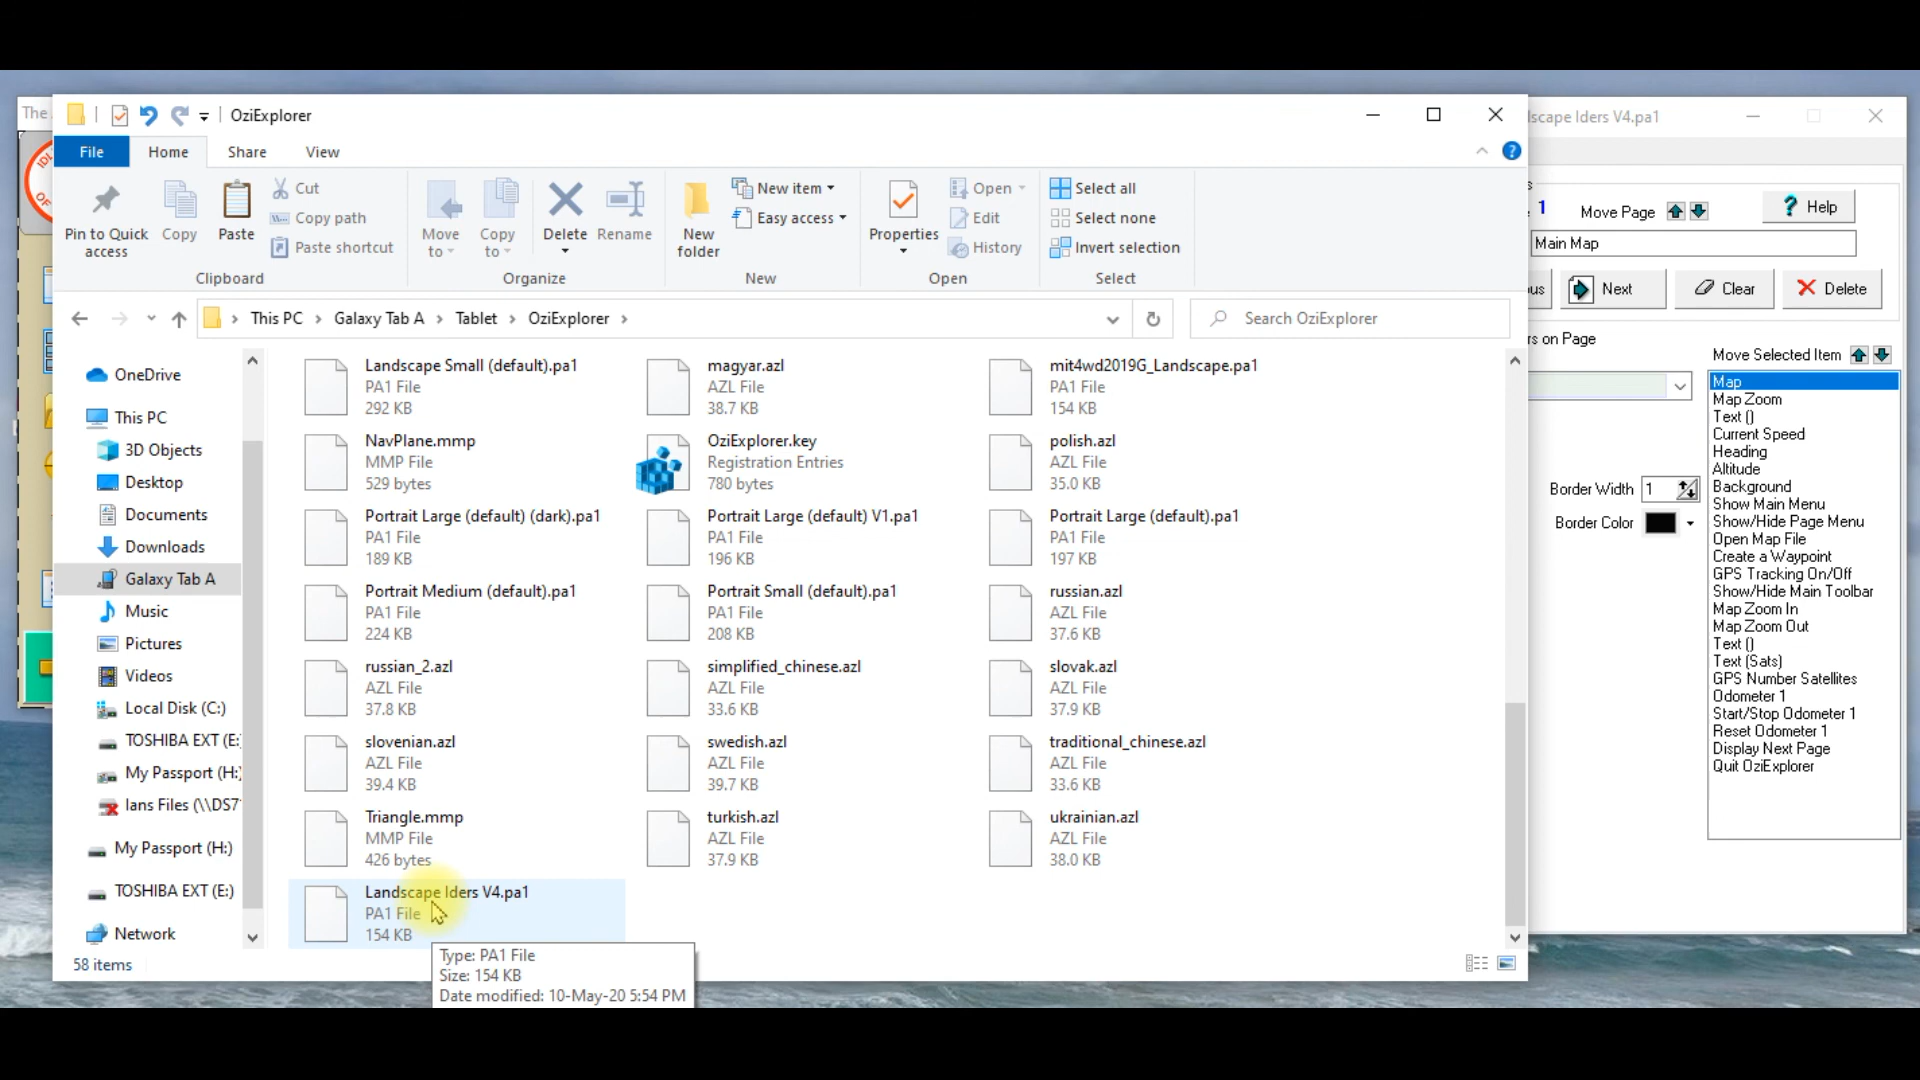 The
OziExplorer
File
Home
Share
View
Pin to Quick access
Copy
Paste
Cut
Copy path
Paste shortcut
Clipboard
Move to
Copy to
Delete
Rename
Organize
New folder
New item
Easy access
New
Properties
Open
Edit
History
Open
Select all
Select none
Invert selection
Select
This PC > Galaxy Tab A > Tablet > OziExplorer >
Search OziExplorer
OneDrive
This PC
3D Objects
Desktop
Documents
Downloads
Galaxy Tab A
Music
Pictures
Videos
Local Disk (C:)
TOSHIBA EXT (E:
My Passport (H:)
Ians Files (\\DS7
My Passport (H:)
TOSHIBA EXT (E:)
Network
Landscape Small (default).pa1
PA1 File
292 KB
magyar.azl
AZL File
38.7 KB
mit4wd2019G_Landscape.pa1
PA1 File
154 KB
NavPlane.mmp
MMP File
529 bytes
OziExplorer.key
Registration Entries
780 bytes
polish.azl
AZL File
35.0 KB
Portrait Large (default) (dark).pa1
PA1 File
189 KB
Portrait Large (default) V1.pa1
PA1 File
196 KB
Portrait Large (default).pa1
PA1 File
197 KB
Portrait Medium (default).pa1
PA1 File
224 KB
Portrait Small (default).pa1
PA1 File
208 KB
russian.azl
AZL File
37.6 KB
russian_2.azl
AZL File
37.8 KB
simplified_chinese.azl
AZL File
33.6 KB
slovak.azl
AZL File
37.9 KB
slovenian.azl
AZL File
39.4 KB
swedish.azl
AZL File
39.7 KB
traditional_chinese.azl
AZL File
33.6 KB
Triangle.mmp
MMP File
426 bytes
turkish.azl
AZL File
37.9 KB
ukrainian.azl
AZL File
38.0 KB
Landscape Iders V4.pa1
PA1 File
154 KB
Type: PA1 File
Size: 154 KB
Date modified: 10-May-20 5:54 PM
58 items
scape Iders V4.pa1
1
Move Page
? Help
Main Map
us
Next
Clear
Delete
rs on Page
Move Selected Item
Map
Map Zoom
Text ()
Current Speed
Heading
Altitude
Background
Show Main Menu
Show/Hide Page Menu
Open Map File
Create a Waypoint
GPS Tracking On/Off
Show/Hide Main Toolbar
Map Zoom In
Map Zoom Out
Text ()
Text (Sats)
GPS Number Satellites
Odometer 1
Start/Stop Odometer 1
Reset Odometer 1
Display Next Page
Quit OziExplorer
Border Width 1
Border Color